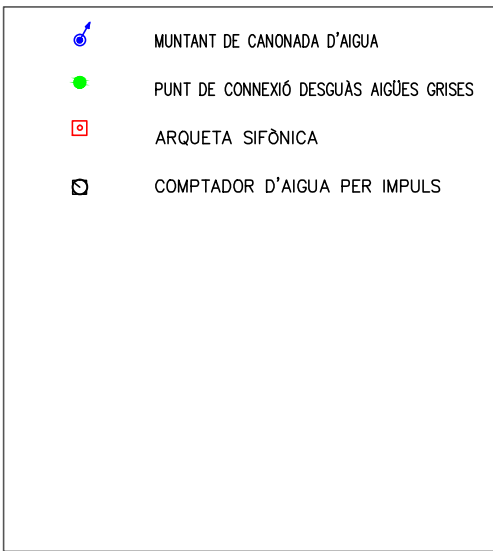 MUNTANT DE CANONADA D'AIGUA
PUNT DE CONNEXIÓ DESGUÀS AIGÜES GRISES
ARQUETA SIFÒNICA
COMPTADOR D'AIGUA PER IMPULS